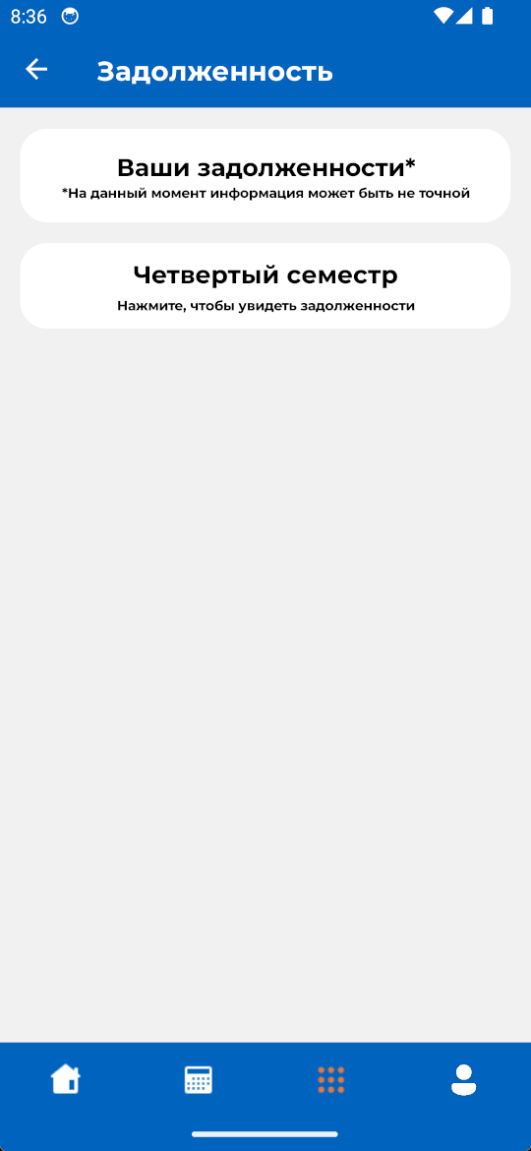 8:36
Задолженность
Ваши задолженности*
*На данный момент информация может быть не точной
Четвертый семестр
Нажмите, чтобы увидеть задолженности